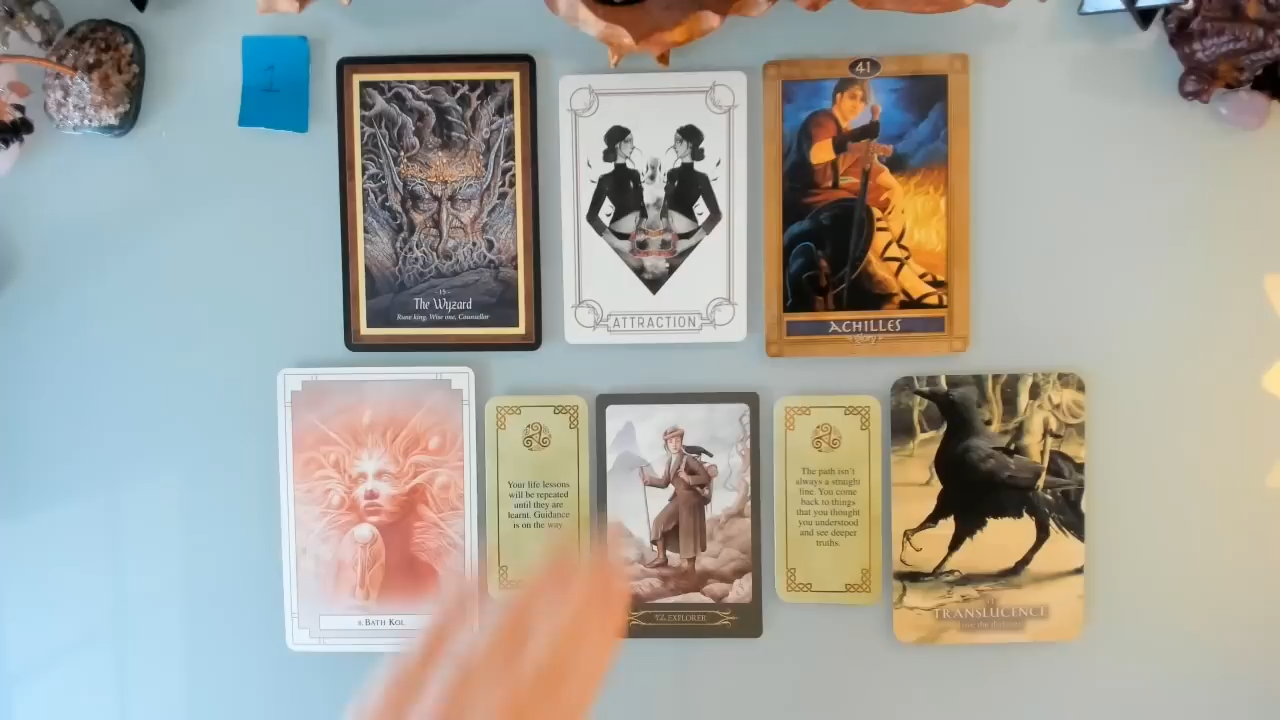 1
41
- 15 -
The Wyzard
Rune king, Wise one, Counsellor
ATTRACTION
ACHILLES
Glory
Your life lessons
will be repeated
until they are
learnt. Guidance
is on the way
The path isn't
always a straight
line. You come
back to things
that you thought
you understood
and see deeper
truths.
8. BATH KOL
EXPLORER
TRANSLUCENCE